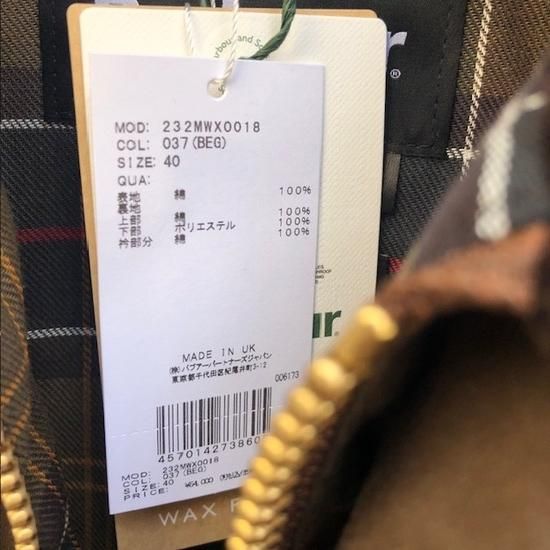 Barbour and So
r
®
MOD: 232MWX0018
COL: 037(BEG)
SIZE: 40
QUA:
表地 綿 100%
裏地
上部 綿 100%
下部 ポリエステル 100%
衿部分 綿 100%
ur®
MADE IN UK
(株)バブアーパートナーズジャパン
東京都千代田区紀尾井町3-12
006173
457014273860
MOD: 232MWX0018
COL: 037(BEG)
SIZE: 40
PRICE: ¥64,000
WAX